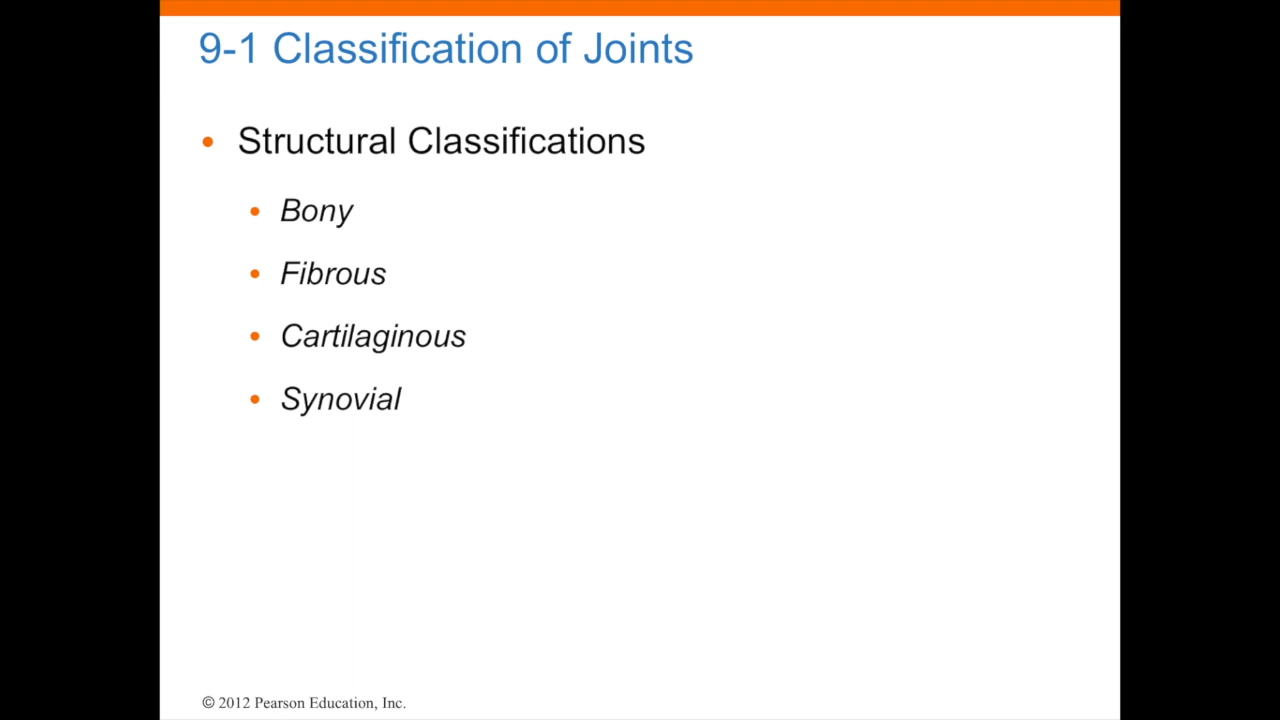 9-1 Classification of Joints
• Structural Classifications
• Bony
• Fibrous
• Cartilaginous
• Synovial
© 2012 Pearson Education, Inc.